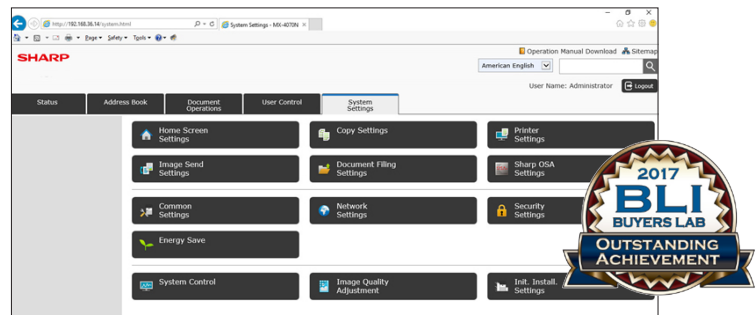 http://192.168.36.14/system.html
System Settings - MX-4070N
Page
Safety
Tools
SHARP
Operation Manual Download
Sitemap
American English
User Name: Administrator
Logout
Status
Address Book
Document
Operations
User Control
System
Settings
Home Screen
Settings
Copy Settings
Printer
Settings
Image Send
Settings
Document Filing
Settings
Sharp OSA
Settings
Common
Settings
Network
Settings
Security
Settings
Energy Save
System Control
Image Quality
Adjustment
Init. Install.
Settings
2017
BLI
BUYERS LAB
OUTSTANDING
ACHIEVEMENT